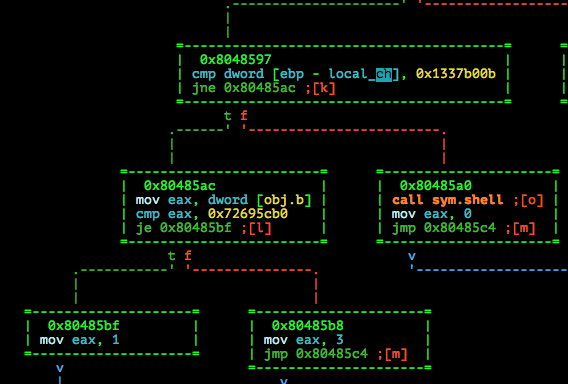 0x8048597
cmp dword [ebp - local_ch], 0x1337b00b
jne 0x80485ac ;[k]
t f
0x80485ac
mov eax, dword [obj.b]
cmp eax, 0x72695cb0
je 0x80485bf ;[l]
t f
0x80485a0
call sym.shell ;[o]
mov eax, 0
jmp 0x80485c4 ;[m]
v
0x80485bf
mov eax, 1
v
0x80485b8
mov eax, 3
jmp 0x80485c4 ;[m]
v